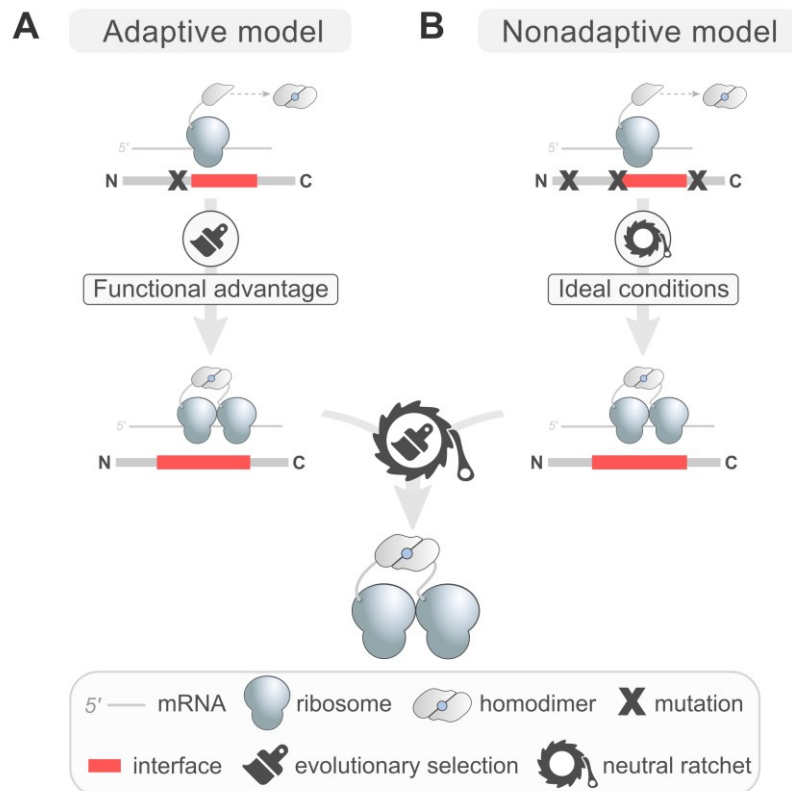 A Adaptive model
B Nonadaptive model
5'
N C
5'
N C
Functional advantage
Ideal conditions
5'
N C
5'
N C
5' mRNA ribosome homodimer X mutation
interface evolutionary selection neutral ratchet